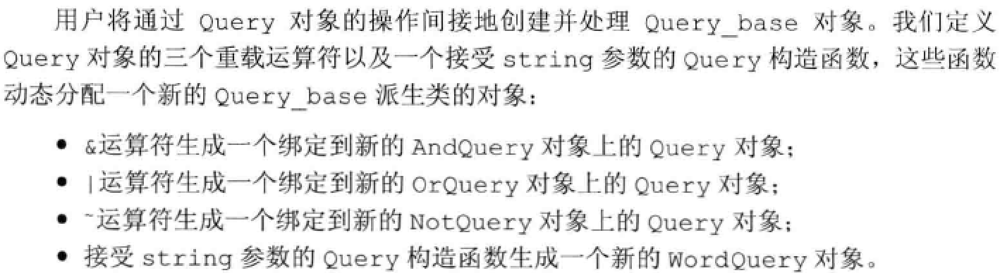 用户将通过 Query 对象的操作间接地创建并处理 Query_base 对象。我们定义
Query 对象的三个重载运算符以及一个接受 string 参数的 Query 构造函数，这些函数
动态分配一个新的 Query_base 派生类的对象：
• &运算符生成一个绑定到新的 AndQuery 对象上的 Query 对象；
• |运算符生成一个绑定到新的 OrQuery 对象上的 Query 对象；
• ~运算符生成一个绑定到新的 NotQuery 对象上的 Query 对象；
• 接受 string 参数的 Query 构造函数生成一个新的 WordQuery 对象。